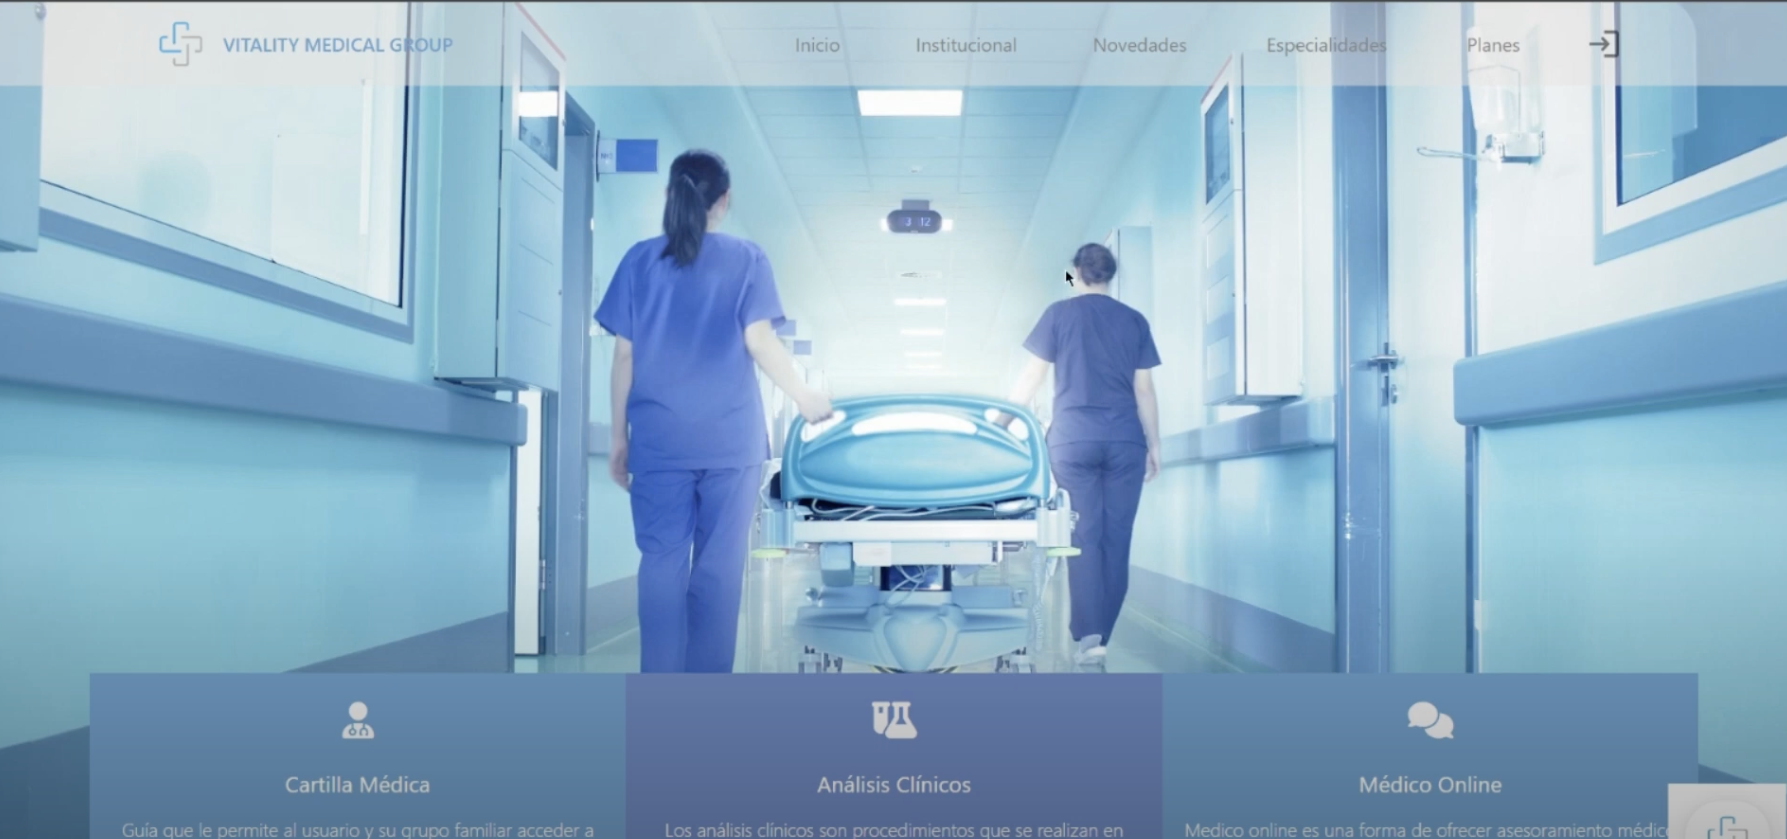 VITALITY MEDICAL GROUP
Inicio
Institucional
Novedades
Especialidades
Planes
Cartilla Médica
Guía que le permite al usuario y su grupo familiar acceder a
Análisis Clínicos
Los análisis clínicos son procedimientos que se realizan en
Médico Online
Medico online es una forma de ofrecer asesoramiento